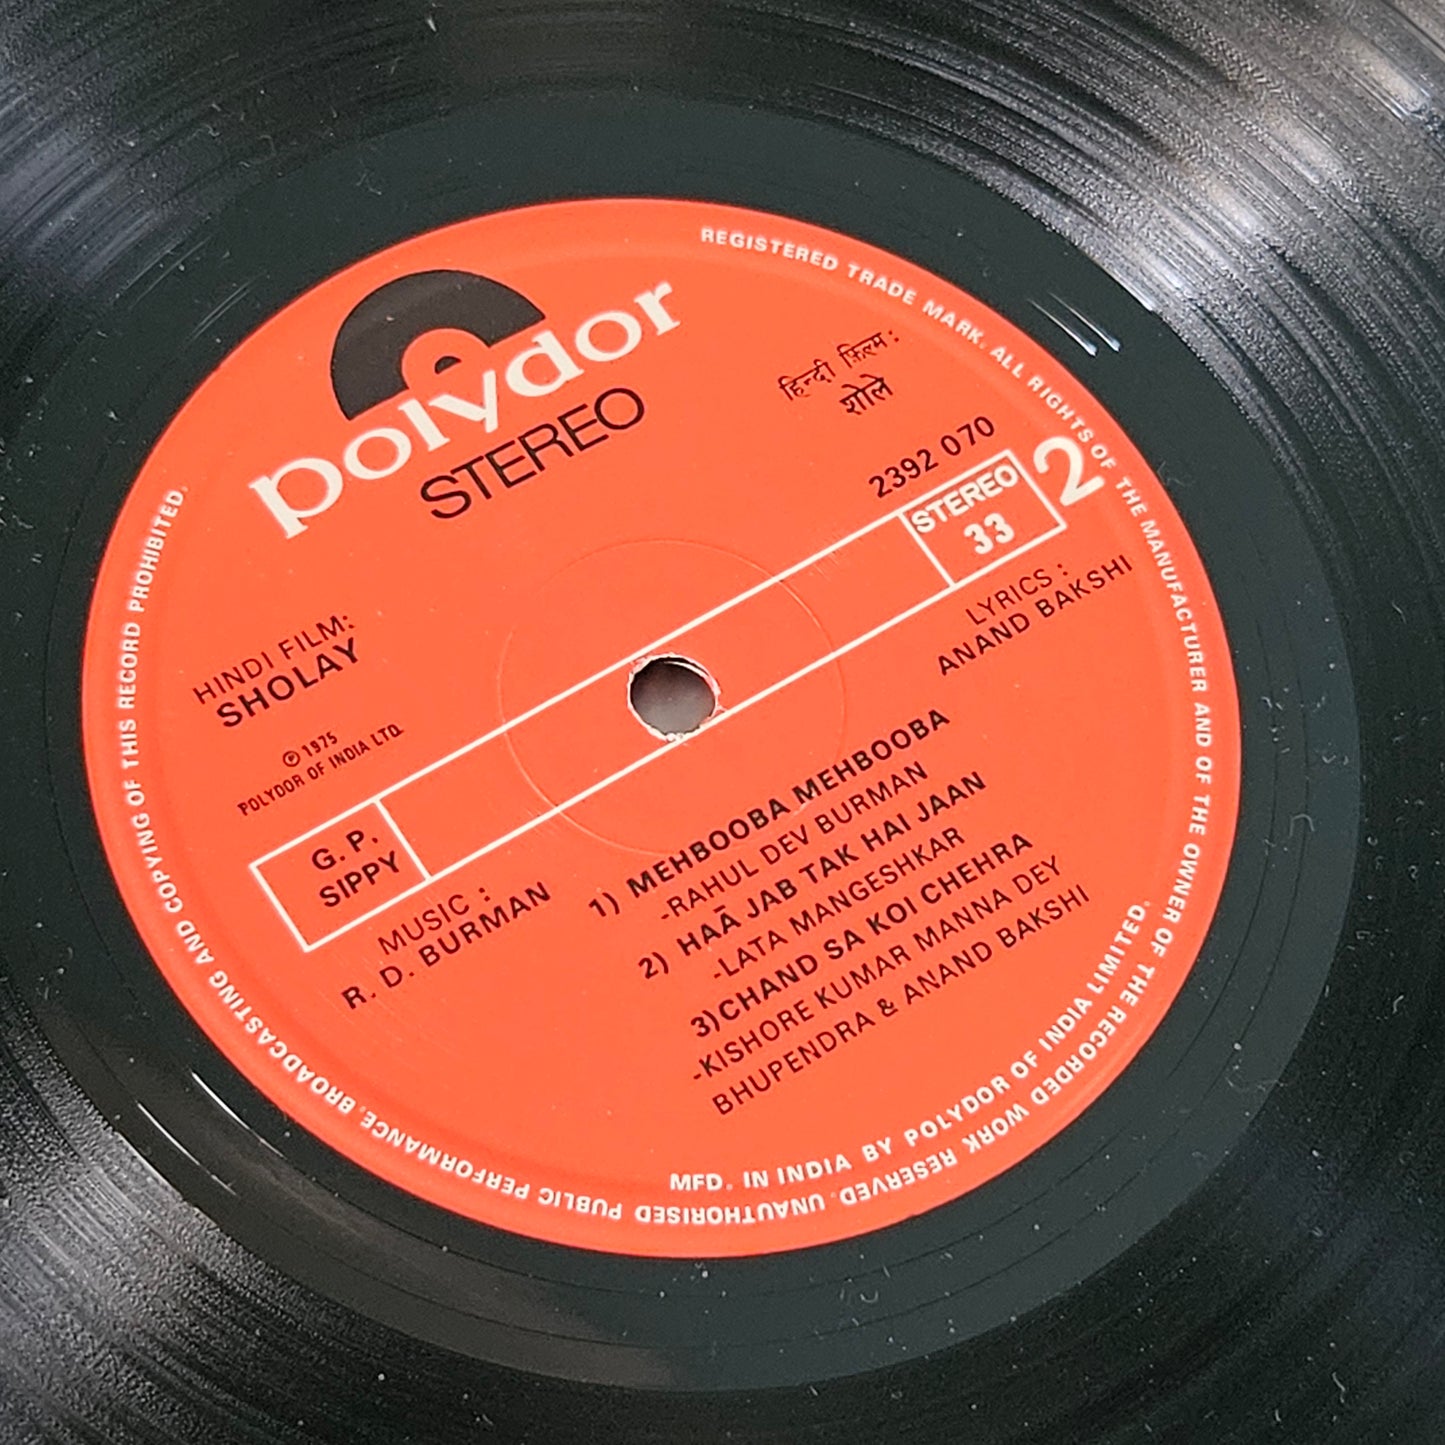 polydor
STEREO
हिन्दी फ़िल्म :
शोले
2392 070
STEREO
33
2
HINDI FILM:
SHOLAY
Ⓟ 1975
POLYDOR OF INDIA LTD.
LYRICS :
ANAND BAKSHI
G. P.
SIPPY
MUSIC :
R. D. BURMAN
1) MEHBOOBA MEHBOOBA
-RAHUL DEV BURMAN
2) HAĀ JAB TAK HAI JAAN
-LATA MANGESHKAR
3)CHAND SA KOI CHEHRA
-KISHORE KUMAR MANNA DEY
BHUPENDRA & ANAND BAKSHI
MFD. IN INDIA BY POLYDOR OF INDIA LIMITED.
REGISTERED TRADE MARK. ALL RIGHTS OF THE MANUFACTURER AND OF THE OWNER OF THE RECORDED WORK RESERVED. UNAUTHORISED PUBLIC PERFORMANCE, BROADCASTING AND COPYING OF THIS RECORD PROHIBITED.